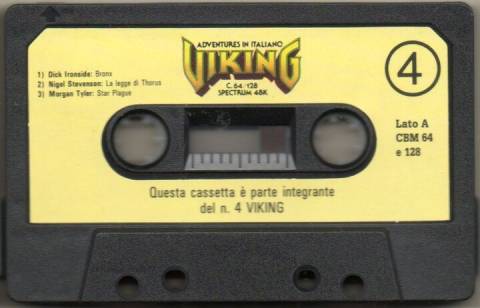 ADVENTURES IN ITALIANO
VIKING
C. 64 / 128
SPECTRUM 48K
1) Dick Ironside: Bronx
2) Nigel Stevenson: La legge di Thorus
3) Morgan Tyler: Star Plague
4
Lato A
CBM 64
e 128
Questa cassetta è parte integrante
del n. 4 VIKING